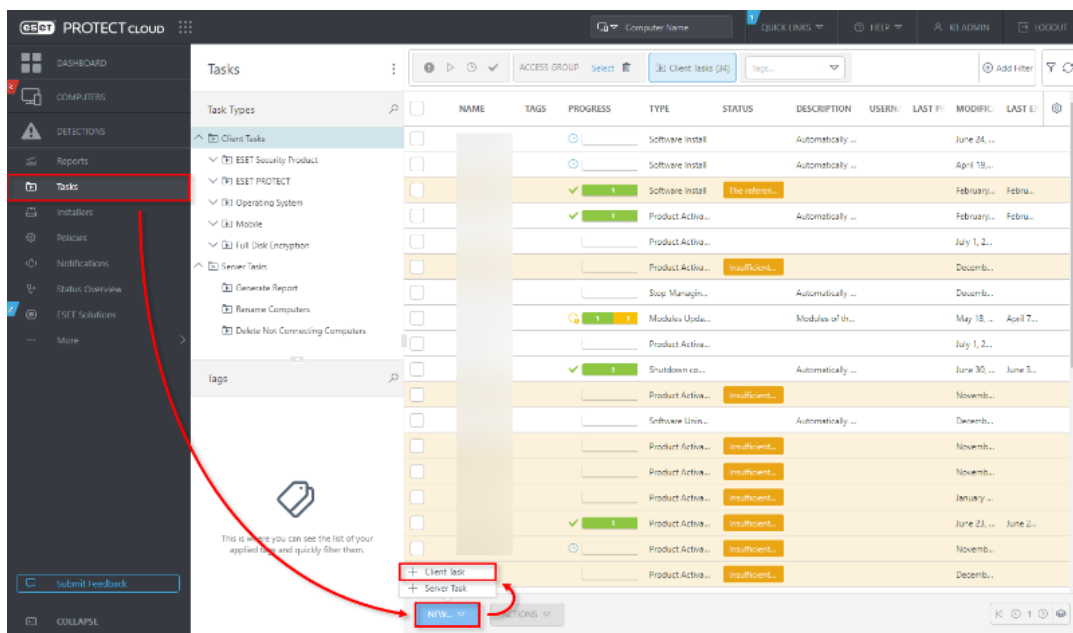 eset PROTECT CLOUD
Computer Name
1
QUICK LINKS
HELP
KB ADMIN
LOGOUT
DASHBOARD
COMPUTERS
DETECTIONS
Reports
Tasks
Installers
Policies
Notifications
Status Overview
ESET Solutions
More
Submit Feedback
COLLAPSE
Tasks
Task Types
Client Tasks
ESET Security Product
ESET PROTECT
Operating System
Mobile
Full Disk Encryption
Server Tasks
Generate Report
Rename Computers
Delete Not Connecting Computers
Tags
This is where you can see the list of your
applied tags and quickly filter them.
ACCESS GROUP Select
Client Tasks (34)
Tags...
Add Filter
NAME TAGS PROGRESS TYPE STATUS DESCRIPTION USERN LAST P MODIFIC LAST E
Software Install Automatically ... June 24, ...
Software Install Automatically ... April 19,...
1 Software Install The referen... February... Febru...
1 Product Activa... Automatically ... February... Febru...
Product Activa... July 1, 2...
Product Activa... Insufficient... Decemb...
Stop Managin... Automatically ... Decemb...
1 1 Modules Upda... Modules of th... May 18, ... April 7...
Product Activa... July 1, 2...
1 Shutdown co... Automatically ... June 30, ... June 3...
Product Activa... Insufficient... Novemb...
Software Unin... Automatically ... Decemb...
Product Activa... Insufficient... Novemb...
Product Activa... Insufficient... Novemb...
Product Activa... Insufficient... January ...
1 Product Activa... Insufficient... June 23, ... June 2...
Product Activa... Insufficient... Novemb...
Product Activa... Insufficient... Decemb...
Client Task
Server Task
NEW...
ACTIONS
1